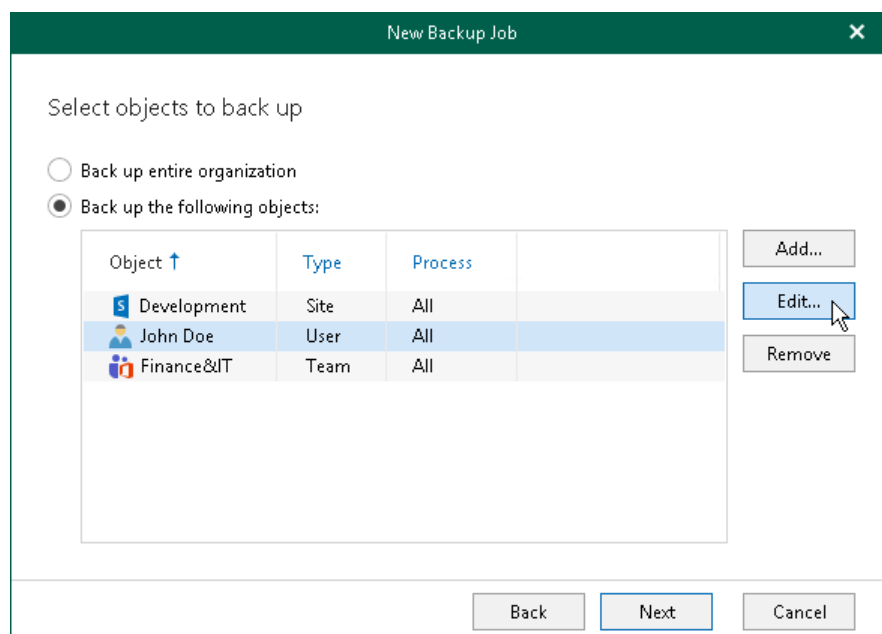 New Backup Job
Select objects to back up
Back up entire organization
Back up the following objects:
Object Type Process
Development Site All
John Doe User All
Finance&IT Team All
Add...
Edit...
Remove
Back Next Cancel